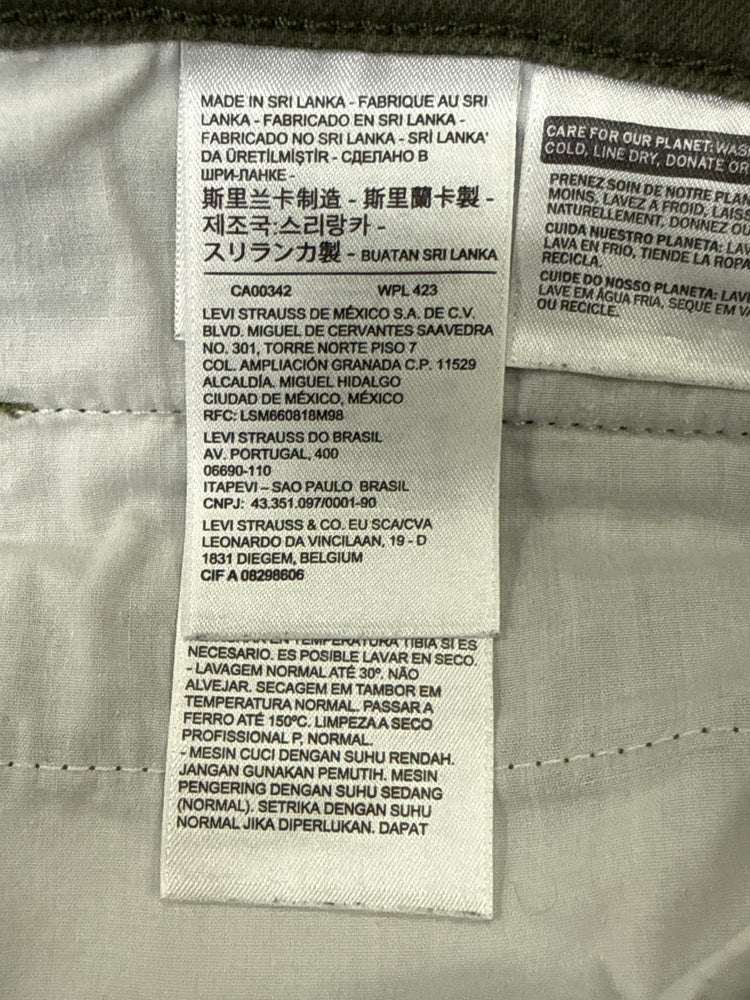 MADE IN SRI LANKA - FABRIQUE AU SRI
LANKA - FABRICADO EN SRI LANKA -
FABRICADO NO SRI LANKA - SRİ LANKA'
DA ÜRETİLMİŞTİR - СДЕЛАНО В
ШРИ-ЛАНКЕ -
斯里兰卡制造 - 斯里蘭卡製 -
제조국:스리랑카 -
スリランカ製 - BUATAN SRI LANKA
CA00342 WPL 423
LEVI STRAUSS DE MÉXICO S.A. DE C.V.
BLVD. MIGUEL DE CERVANTES SAAVEDRA
NO. 301, TORRE NORTE PISO 7
COL. AMPLIACIÓN GRANADA C.P. 11529
ALCALDÍA. MIGUEL HIDALGO
CIUDAD DE MÉXICO, MÉXICO
RFC: LSM660818M98
LEVI STRAUSS DO BRASIL
AV. PORTUGAL, 400
06690-110
ITAPEVI – SAO PAULO BRASIL
CNPJ: 43.351.097/0001-90
LEVI STRAUSS & CO. EU SCA/CVA
LEONARDO DA VINCILAAN, 19 - D
1831 DIEGEM, BELGIUM
CIF A 08298606
TEMPERATURA TIBIA SI ES
NECESARIO. ES POSIBLE LAVAR EN SECO.
- LAVAGEM NORMAL ATÉ 30º. NÃO
ALVEJAR. SECAGEM EM TAMBOR EM
TEMPERATURA NORMAL. PASSAR A
FERRO ATÉ 150ºC. LIMPEZA A SECO
PROFISSIONAL P, NORMAL.
- MESIN CUCI DENGAN SUHU RENDAH.
JANGAN GUNAKAN PEMUTIH. MESIN
PENGERING DENGAN SUHU SEDANG
(NORMAL). SETRIKA DENGAN SUHU
NORMAL JIKA DIPERLUKAN. DAPAT
CARE FOR OUR PLANET: WAS
COLD, LINE DRY, DONATE OR
PRENEZ SOIN DE NOTRE PLAN
MOINS, LAVEZ A FROID, LAISS
NATURELLEMENT, DONNEZ OU
CUIDA NUESTRO PLANETA: LAV
LAVA EN FRIO, TIENDE LA ROPA
RECICLA.
CUIDE DO NOSSO PLANETA: LAVE
LAVE EM ÁGUA FRIA, SEQUE EM VA
OU RECICLE.